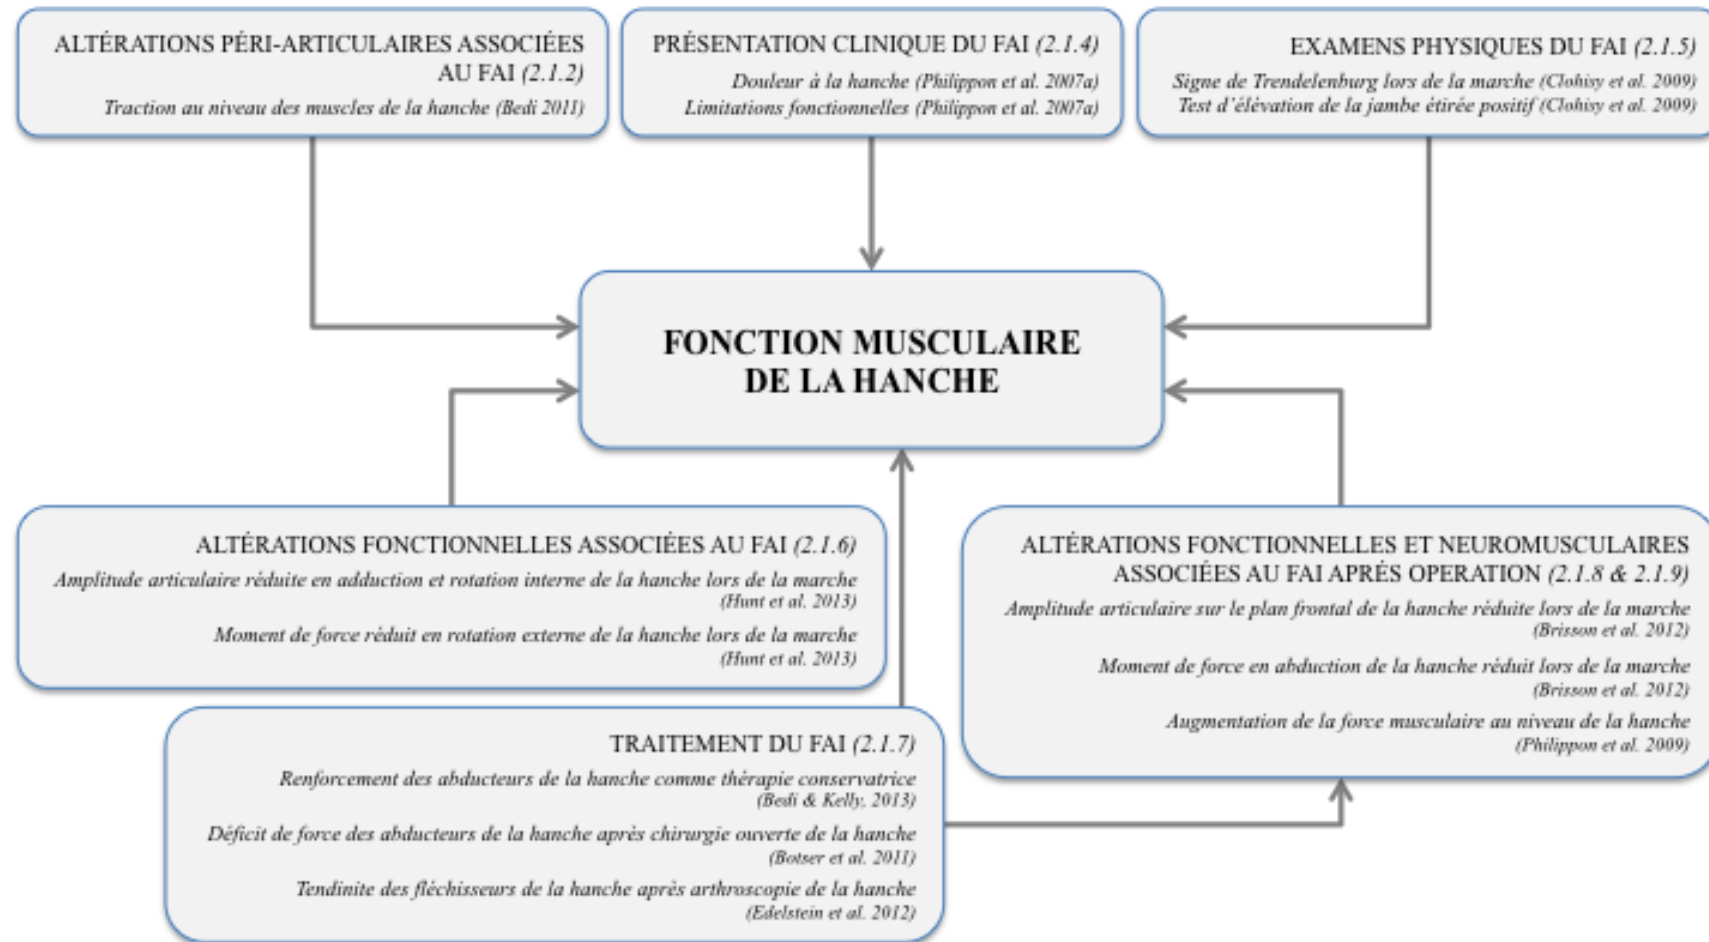 ALTÉRATIONS PÉRI-ARTICULAIRES ASSOCIÉES
AU FAI (2.1.2)
Traction au niveau des muscles de la hanche (Bedi 2011)
PRÉSENTATION CLINIQUE DU FAI (2.1.4)
Douleur à la hanche (Philippon et al. 2007a)
Limitations fonctionnelles (Philippon et al. 2007a)
EXAMENS PHYSIQUES DU FAI (2.1.5)
Signe de Trendelenburg lors de la marche (Clohisy et al. 2009)
Test d'élévation de la jambe étirée positif (Clohisy et al. 2009)
FONCTION MUSCULAIRE
DE LA HANCHE
ALTÉRATIONS FONCTIONNELLES ASSOCIÉES AU FAI (2.1.6)
Amplitude articulaire réduite en adduction et rotation interne de la hanche lors de la marche
(Hunt et al. 2013)
Moment de force réduit en rotation externe de la hanche lors de la marche
(Hunt et al. 2013)
ALTÉRATIONS FONCTIONNELLES ET NEUROMUSCULAIRES
ASSOCIÉES AU FAI APRÈS OPERATION (2.1.8 & 2.1.9)
Amplitude articulaire sur le plan frontal de la hanche réduite lors de la marche
(Brisson et al. 2012)
Moment de force en abduction de la hanche réduit lors de la marche
(Brisson et al. 2012)
Augmentation de la force musculaire au niveau de la hanche
(Philippon et al. 2009)
TRAITEMENT DU FAI (2.1.7)
Renforcement des abducteurs de la hanche comme thérapie conservatrice
(Bedi & Kelly, 2013)
Déficit de force des abducteurs de la hanche après chirurgie ouverte de la hanche
(Botser et al. 2011)
Tendinite des fléchisseurs de la hanche après arthroscopie de la hanche
(Edelstein et al. 2012)